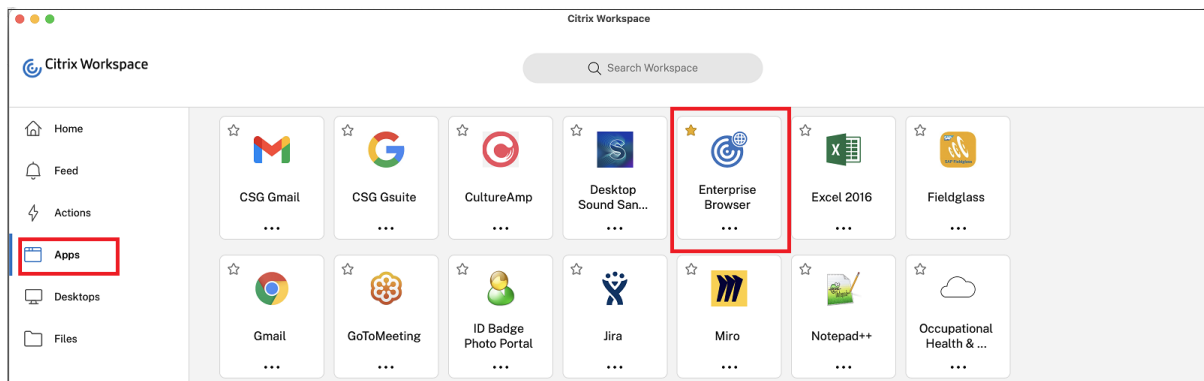 Citrix Workspace
Citrix Workspace
Search Workspace
Home
Feed
Actions
Apps
Desktops
Files
CSG Gmail
CSG Gsuite
CultureAmp
Desktop
Sound San...
Enterprise
Browser
Excel 2016
Fieldglass
Gmail
GoToMeeting
ID Badge
Photo Portal
Jira
Miro
Notepad++
Occupational
Health & ...